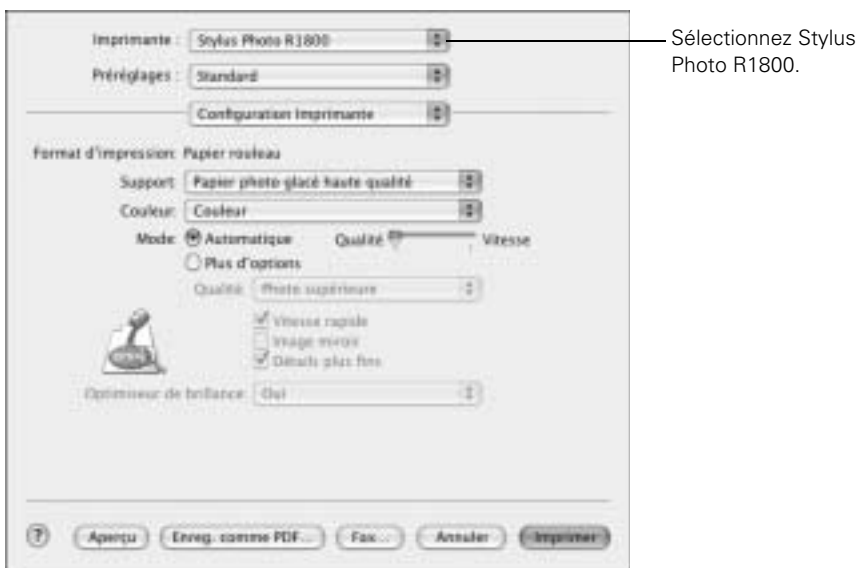 Imprimante : Stylus Photo R1800
Sélectionnez Stylus
Photo R1800.
Préréglages : Standard
Configuration Imprimante
Format d'impression: Papier rouleau
Support: Papier photo glacé haute qualité
Couleur: Couleur
Mode: Automatique Qualité Vitesse
Plus d'options
Qualité: Photo supérieure
Vitesse rapide
Image miroir
Détails plus fins
Optimiseur de brillance: Oui
? Aperçu Enreg. comme PDF... Fax... Annuler Imprimer